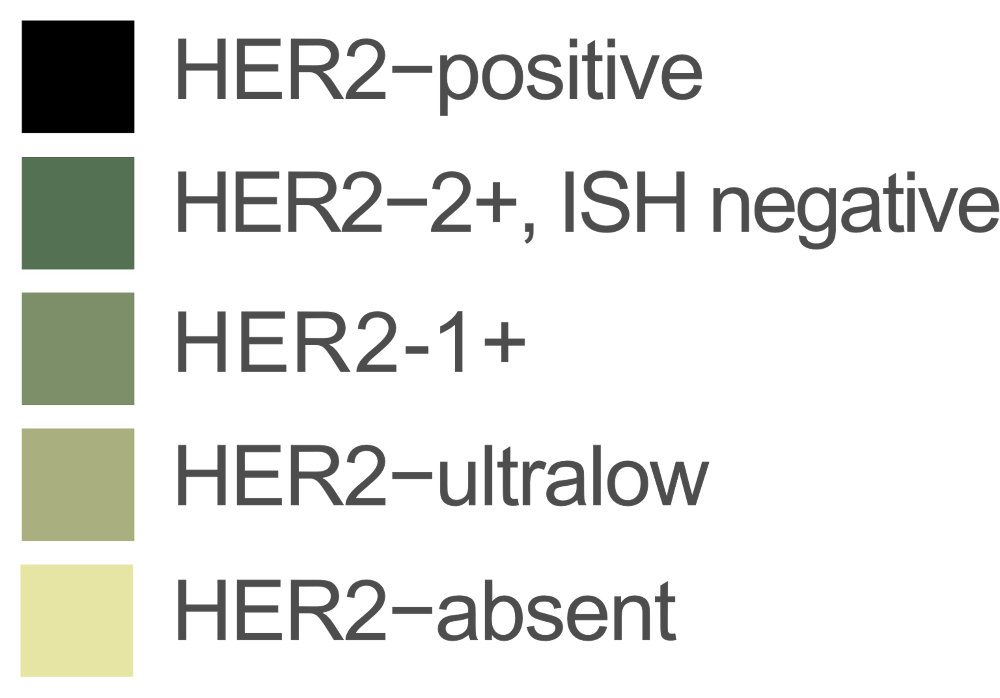 HER2−positive
HER2−2+, ISH negative
HER2-1+
HER2−ultralow
HER2−absent